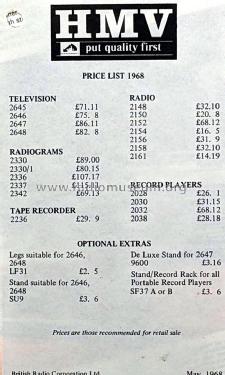 HMV
put quality first
PRICE LIST 1968
TELEVISION
2645 £71.11
2646 £75. 8
2647 £86.11
2648 £82. 8
RADIOGRAMS
2330 £89.00
2330/1 £80.15
2336 £107.17
2337 £115.13
2342 £69.13
TAPE RECORDER
2236 £29. 9
RADIO
2148 £32.10
2150 £20. 8
2152 £68.12
2154 £16. 5
2156 £31. 9
2158 £32.10
2161 £14.19
RECORD PLAYERS
2028 £26. 1
2030 £31.15
2032 £68.12
2038 £28.18
OPTIONAL EXTRAS
Legs suitable for 2646,
2648
LF31 £2. 5
Stand suitable for 2646,
2648
SU9 £3. 6
De Luxe Stand for 2647
9600 £3.16
Stand/Record Rack for all
Portable Record Players
SF37 A or B £3. 6
Prices are those recommended for retail sale
British Radio Corporation Ltd.
May, 1968